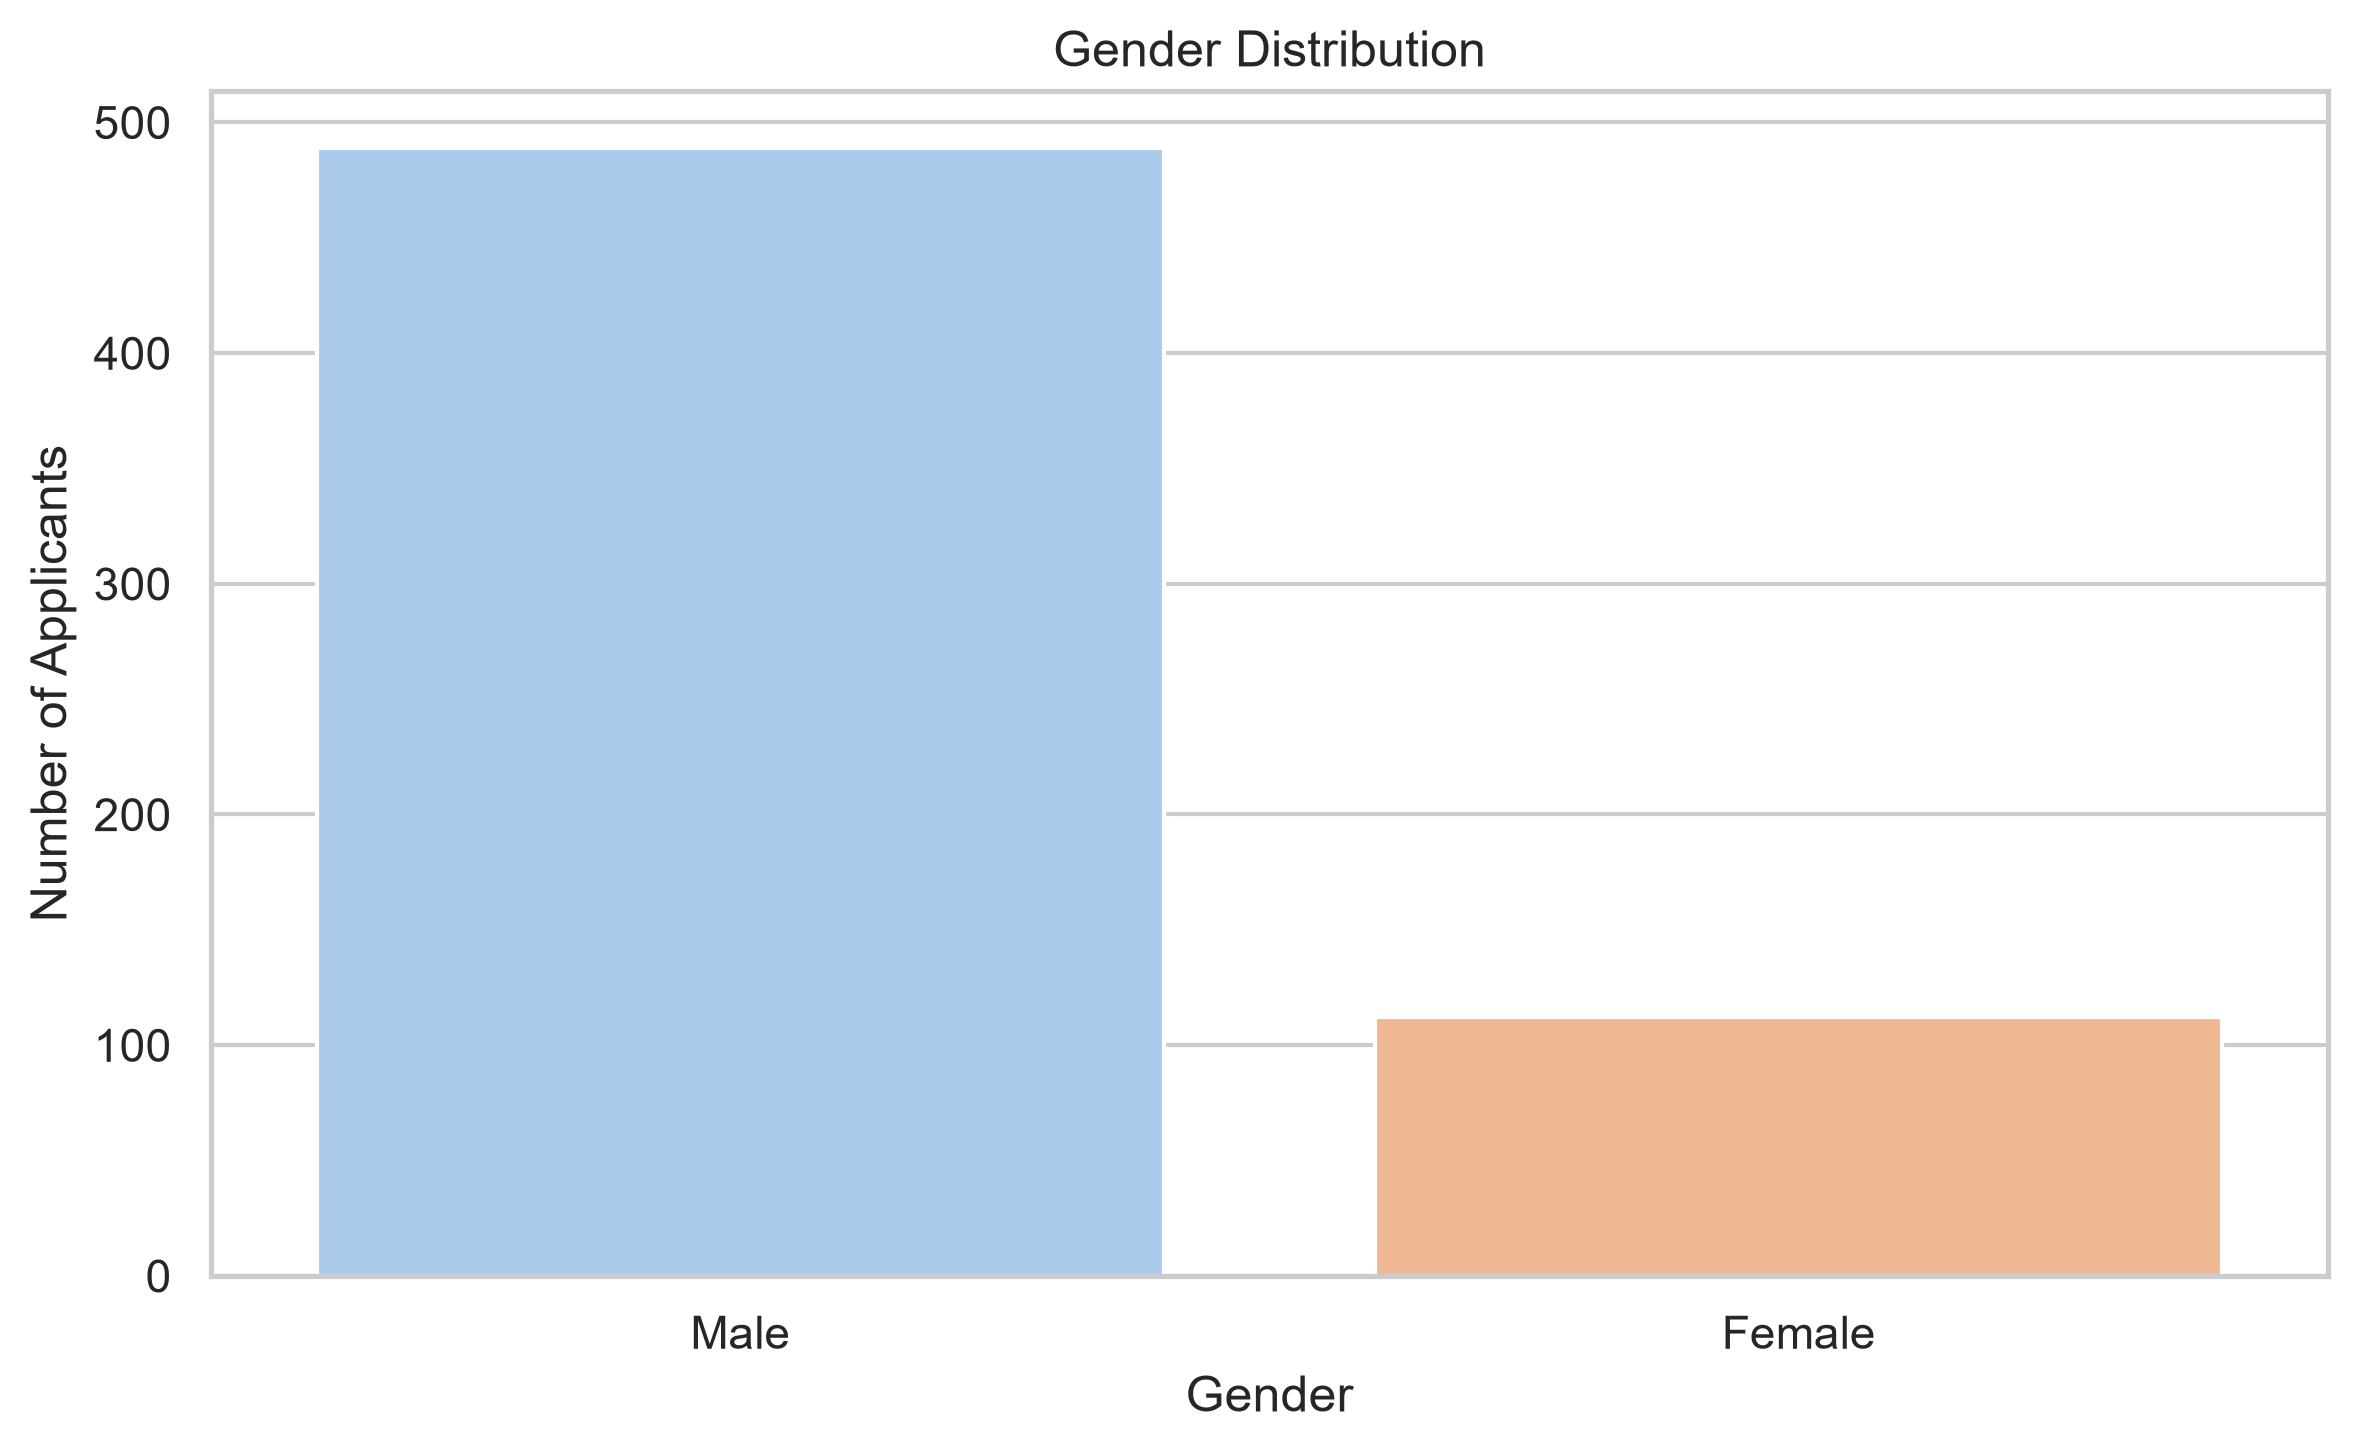 Gender Distribution
500
400
300
200
100
0
Number of Applicants
Male
Female
Gender